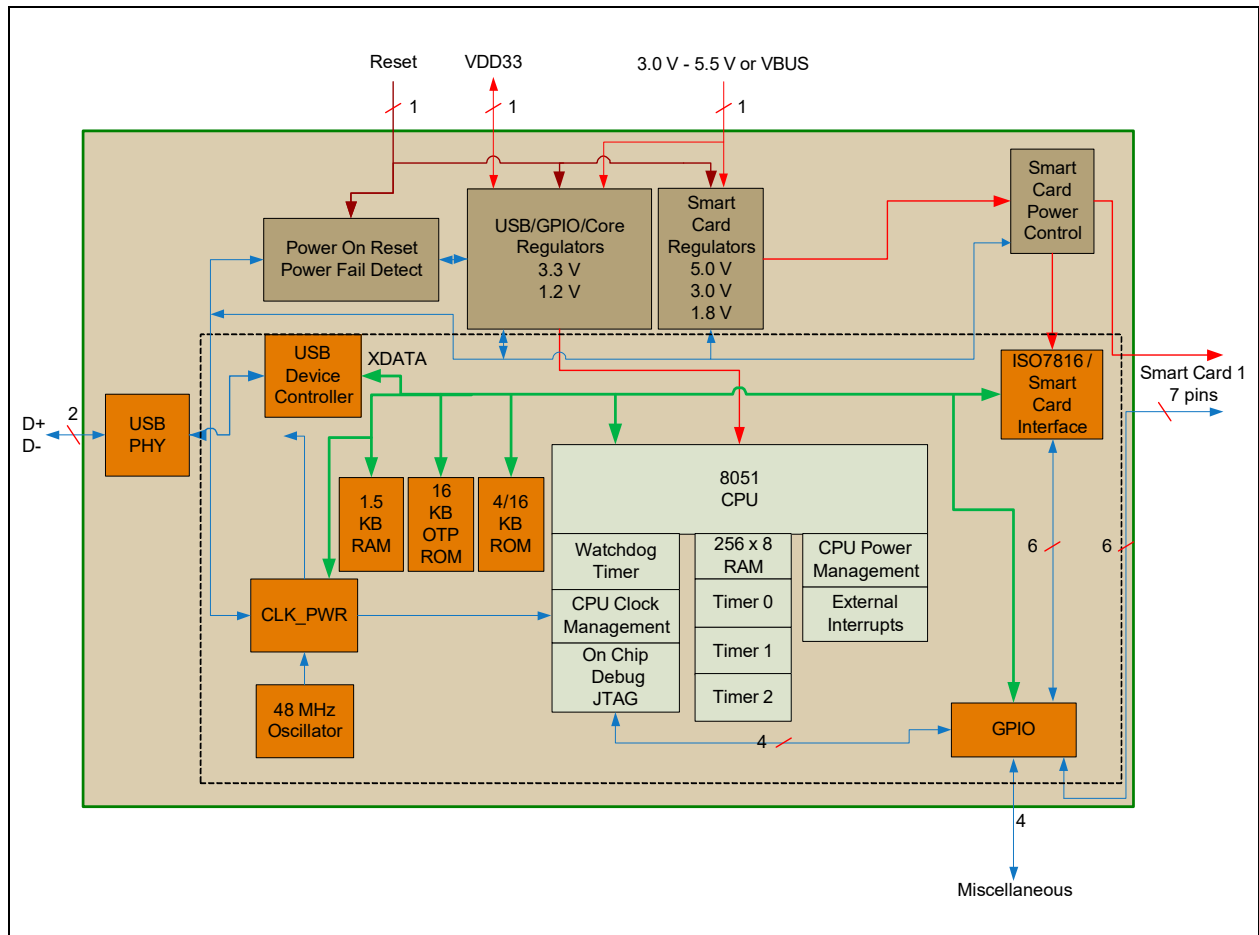 Reset
VDD33
3.0 V - 5.5 V or VBUS
1
1
1
Smart
Card
Power
Control
USB/GPIO/Core
Regulators
3.3 V
1.2 V
Smart
Card
Regulators
5.0 V
3.0 V
1.8 V
Power On Reset
Power Fail Detect
USB
Device
Controller
XDATA
ISO7816 /
Smart
Card
Interface
Smart Card 1
7 pins
D+
D-
2
USB
PHY
1.5
KB
RAM
16
KB
OTP
ROM
4/16
KB
ROM
8051
CPU
Watchdog
Timer
256 x 8
RAM
CPU Power
Management
6
6
CLK_PWR
CPU Clock
Management
Timer 0
External
Interrupts
On Chip
Debug
JTAG
Timer 1
Timer 2
48 MHz
Oscillator
4
GPIO
4
Miscellaneous